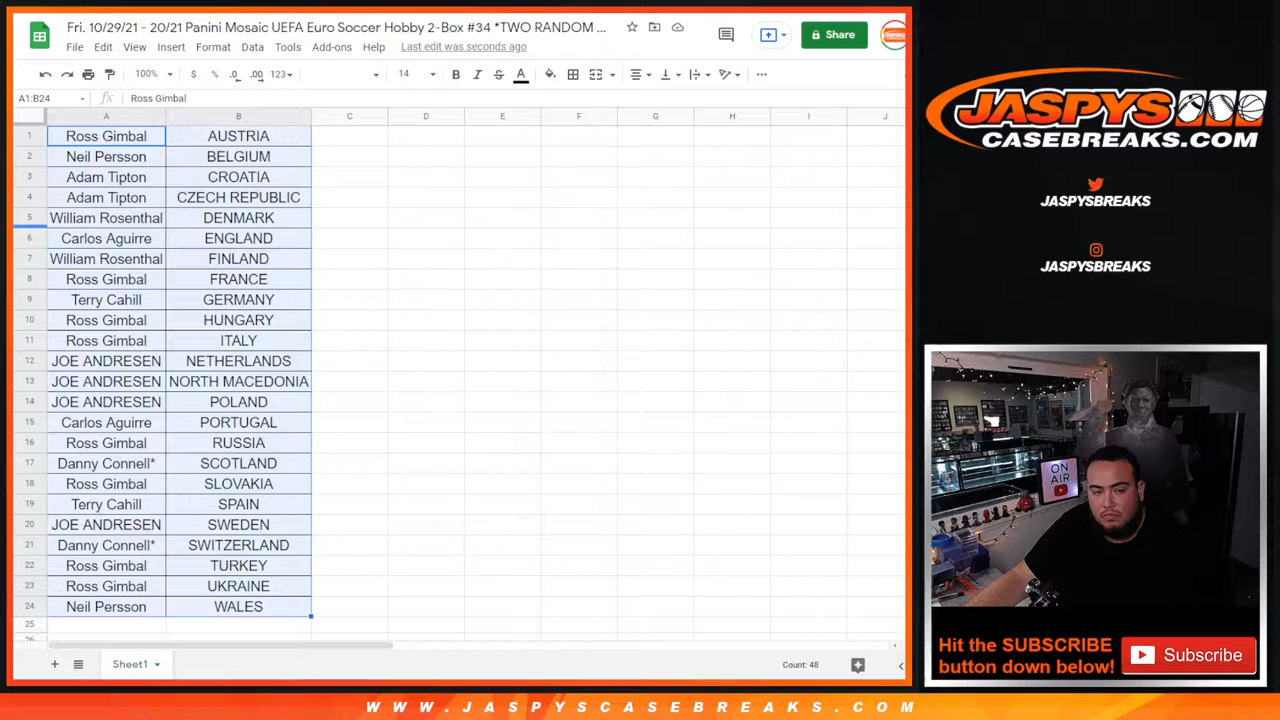 Fri. 10/29/21 - 20/21 Panini Mosaic UEFA Euro Soccer Hobby 2-Box #34 *TWO RANDOM ...
File Edit View Insert Format Data Tools Add-ons Help Last edit was seconds ago
Share
100% $ % .0 .00 123 14 B I S A
A1:B24 fx Ross Gimbal
A B C D E F G H I J
1 Ross Gimbal AUSTRIA
2 Neil Persson BELGIUM
3 Adam Tipton CROATIA
4 Adam Tipton CZECH REPUBLIC
5 William Rosenthal DENMARK
6 Carlos Aguirre ENGLAND
7 William Rosenthal FINLAND
8 Ross Gimbal FRANCE
9 Terry Cahill GERMANY
10 Ross Gimbal HUNGARY
11 Ross Gimbal ITALY
12 JOE ANDRESEN NETHERLANDS
13 JOE ANDRESEN NORTH MACEDONIA
14 JOE ANDRESEN POLAND
15 Carlos Aguirre PORTUGAL
16 Ross Gimbal RUSSIA
17 Danny Connell* SCOTLAND
18 Ross Gimbal SLOVAKIA
19 Terry Cahill SPAIN
20 JOE ANDRESEN SWEDEN
21 Danny Connell* SWITZERLAND
22 Ross Gimbal TURKEY
23 Ross Gimbal UKRAINE
24 Neil Persson WALES
25
26
+ Sheet1 Count: 48
JASPYS
CASEBREAKS.COM
JASPYSBREAKS
JASPYSBREAKS
ON
AIR
Hit the SUBSCRIBE
button down below!
Subscribe
WWW.JASPYSCASEBREAKS.COM